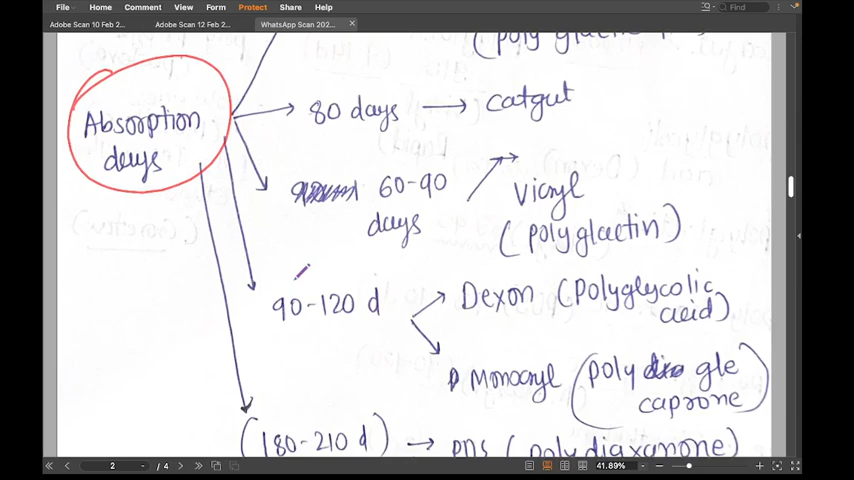 File Home Comment View Form Protect Share Help Find
Adobe Scan 10 Feb 2... Adobe Scan 12 Feb 2... WhatsApp Scan 202...
Absorption
days
80 days → Catgut
60-90
days
Vicryl
(polyglactin)
90-120 d
Dexon (Polyglycolic
acid)
Monocryl (poly gle
caprone)
(180-210 d) → PDS (polydiaxanone)
2 / 4 41.89%